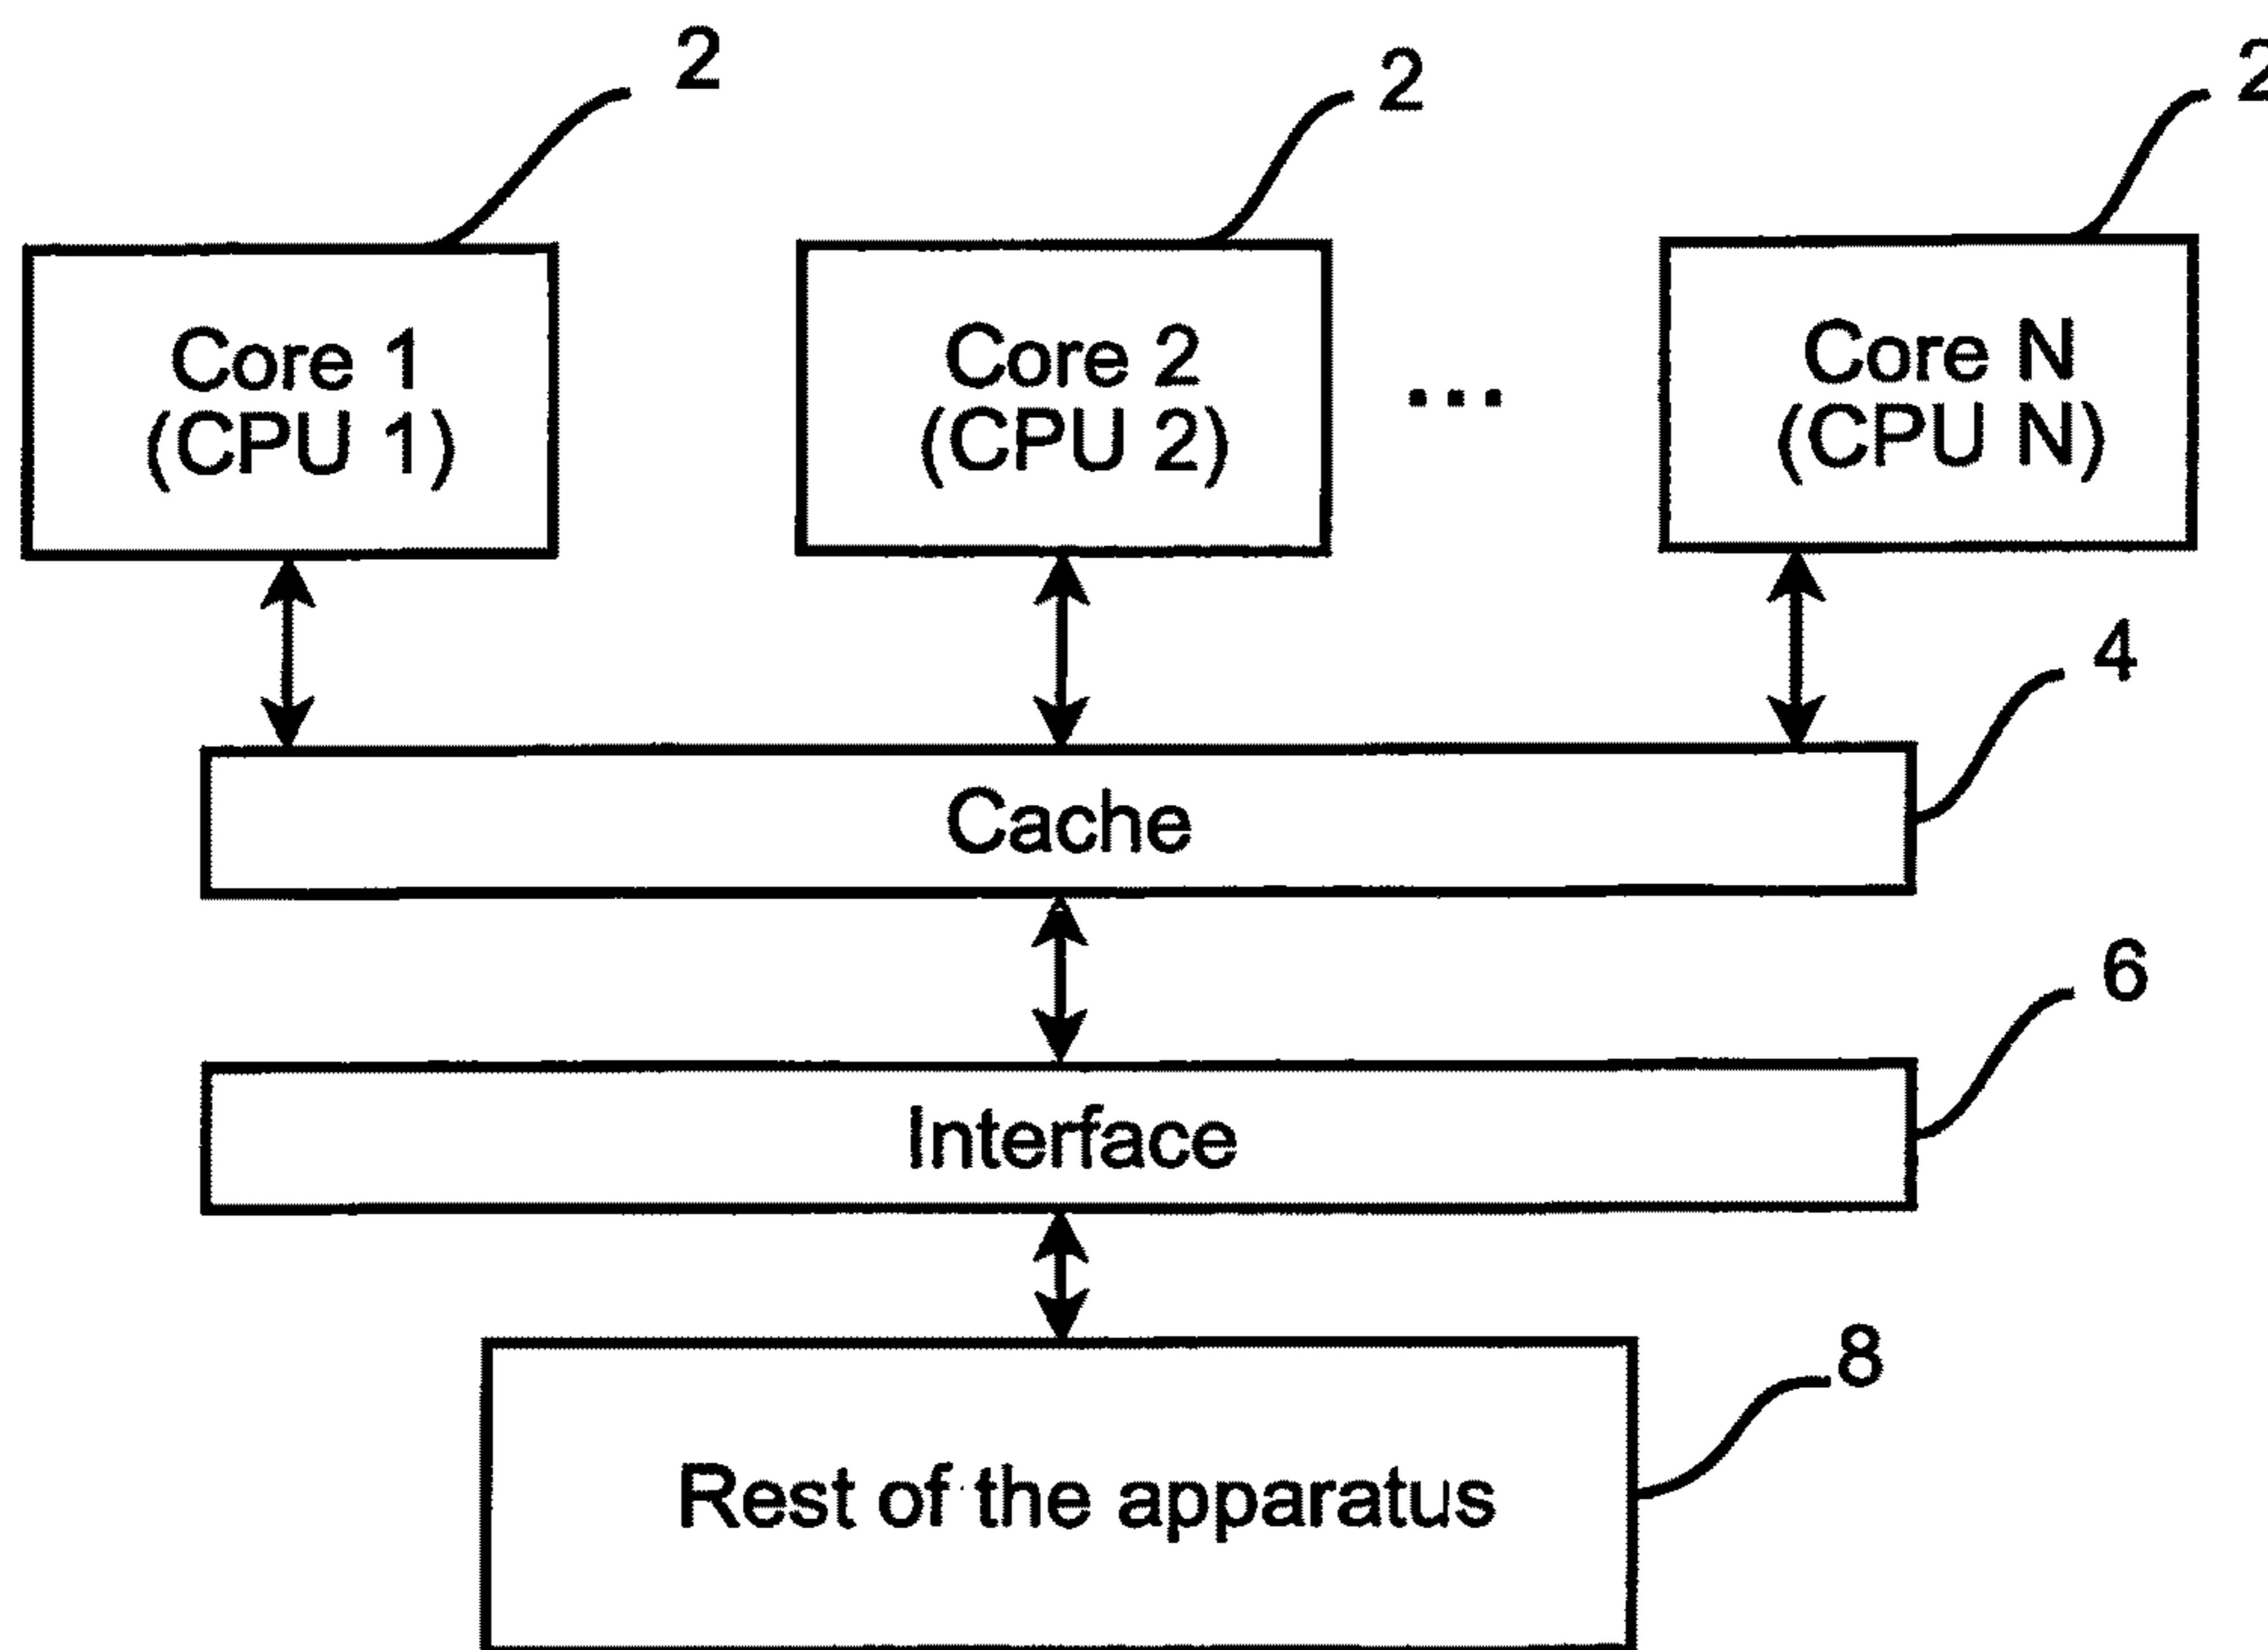 2
2
2
Core 1
(CPU 1)
Core 2
(CPU 2)
...
Core N
(CPU N)
4
Cache
6
Interface
8
Rest of the apparatus